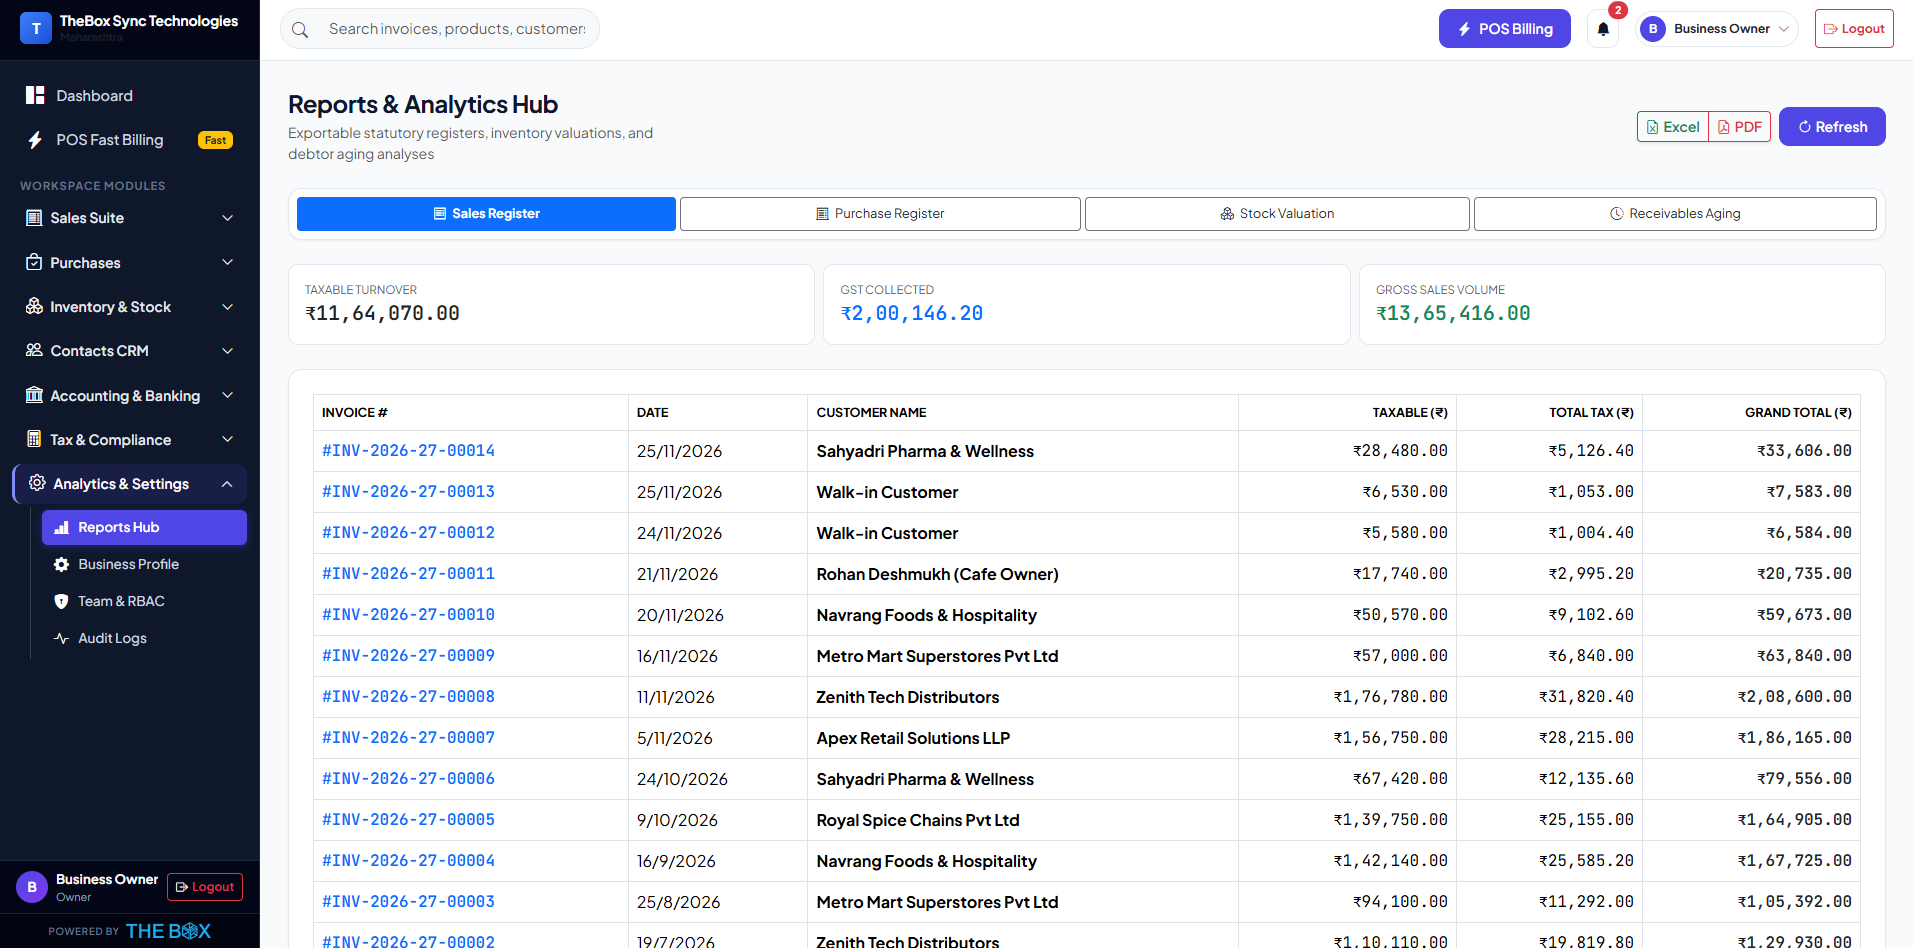 T
TheBox Sync Technologies
Maharashtra
Search invoices, products, customers
POS Billing
2
B
Business Owner
Logout
Dashboard
POS Fast Billing
Fast
WORKSPACE MODULES
Sales Suite
Purchases
Inventory & Stock
Contacts CRM
Accounting & Banking
Tax & Compliance
Analytics & Settings
Reports Hub
Business Profile
Team & RBAC
Audit Logs
B
Business Owner
Owner
Logout
POWERED BY THE BOX
Reports & Analytics Hub
Exportable statutory registers, inventory valuations, and
debtor aging analyses
Excel
PDF
Refresh
Sales Register
Purchase Register
Stock Valuation
Receivables Aging
TAXABLE TURNOVER
₹11,64,070.00
GST COLLECTED
₹2,00,146.20
GROSS SALES VOLUME
₹13,65,416.00
INVOICE # DATE CUSTOMER NAME TAXABLE (₹) TOTAL TAX (₹) GRAND TOTAL (₹)
#INV-2026-27-00014 25/11/2026 Sahyadri Pharma & Wellness ₹28,480.00 ₹5,126.40 ₹33,606.00
#INV-2026-27-00013 25/11/2026 Walk-in Customer ₹6,530.00 ₹1,053.00 ₹7,583.00
#INV-2026-27-00012 24/11/2026 Walk-in Customer ₹5,580.00 ₹1,004.40 ₹6,584.00
#INV-2026-27-00011 21/11/2026 Rohan Deshmukh (Cafe Owner) ₹17,740.00 ₹2,995.20 ₹20,735.00
#INV-2026-27-00010 20/11/2026 Navrang Foods & Hospitality ₹50,570.00 ₹9,102.60 ₹59,673.00
#INV-2026-27-00009 16/11/2026 Metro Mart Superstores Pvt Ltd ₹57,000.00 ₹6,840.00 ₹63,840.00
#INV-2026-27-00008 11/11/2026 Zenith Tech Distributors ₹1,76,780.00 ₹31,820.40 ₹2,08,600.00
#INV-2026-27-00007 5/11/2026 Apex Retail Solutions LLP ₹1,56,750.00 ₹28,215.00 ₹1,86,165.00
#INV-2026-27-00006 24/10/2026 Sahyadri Pharma & Wellness ₹67,420.00 ₹12,135.60 ₹79,556.00
#INV-2026-27-00005 9/10/2026 Royal Spice Chains Pvt Ltd ₹1,39,750.00 ₹25,155.00 ₹1,64,905.00
#INV-2026-27-00004 16/9/2026 Navrang Foods & Hospitality ₹1,42,140.00 ₹25,585.20 ₹1,67,725.00
#INV-2026-27-00003 25/8/2026 Metro Mart Superstores Pvt Ltd ₹94,100.00 ₹11,292.00 ₹1,05,392.00
#INV-2026-27-00002 19/7/2026 Zenith Tech Distributors ₹1,10,110.00 ₹19,819.80 ₹1,29,930.00